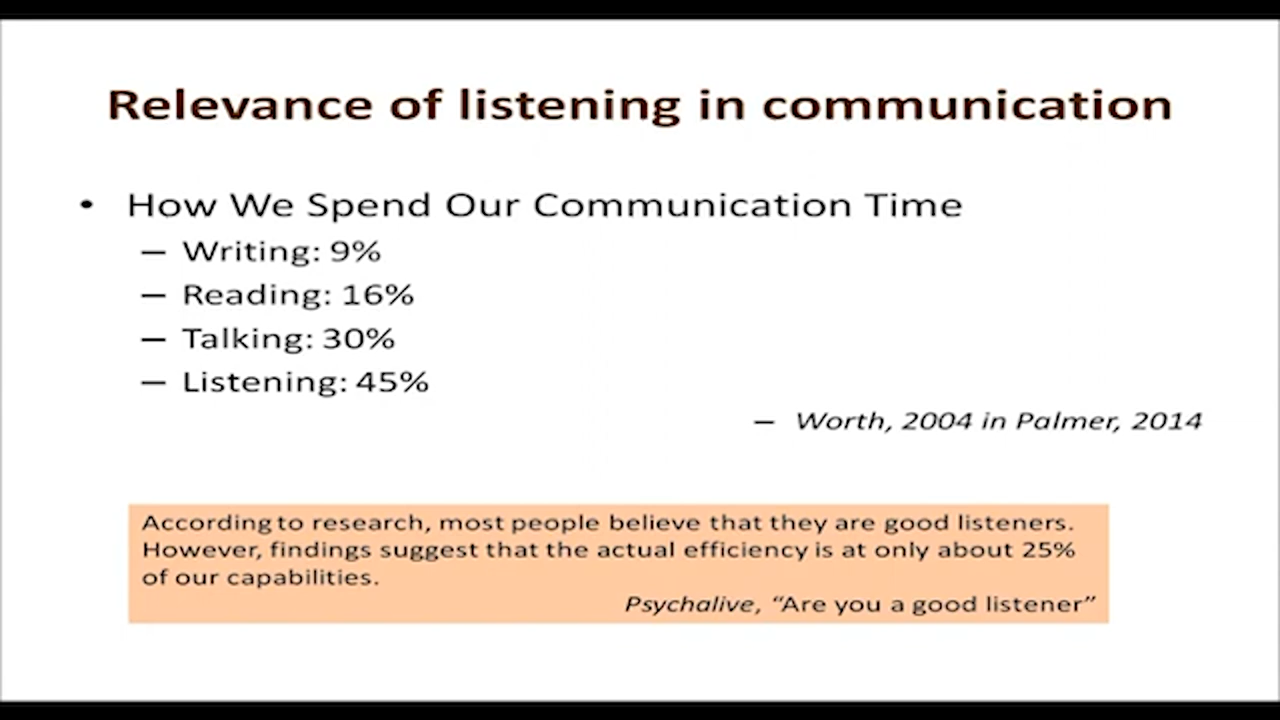 Relevance of listening in communication
• How We Spend Our Communication Time
– Writing: 9%
– Reading: 16%
– Talking: 30%
– Listening: 45%
– Worth, 2004 in Palmer, 2014
According to research, most people believe that they are good listeners.
However, findings suggest that the actual efficiency is at only about 25%
of our capabilities.
Psychalive, “Are you a good listener”